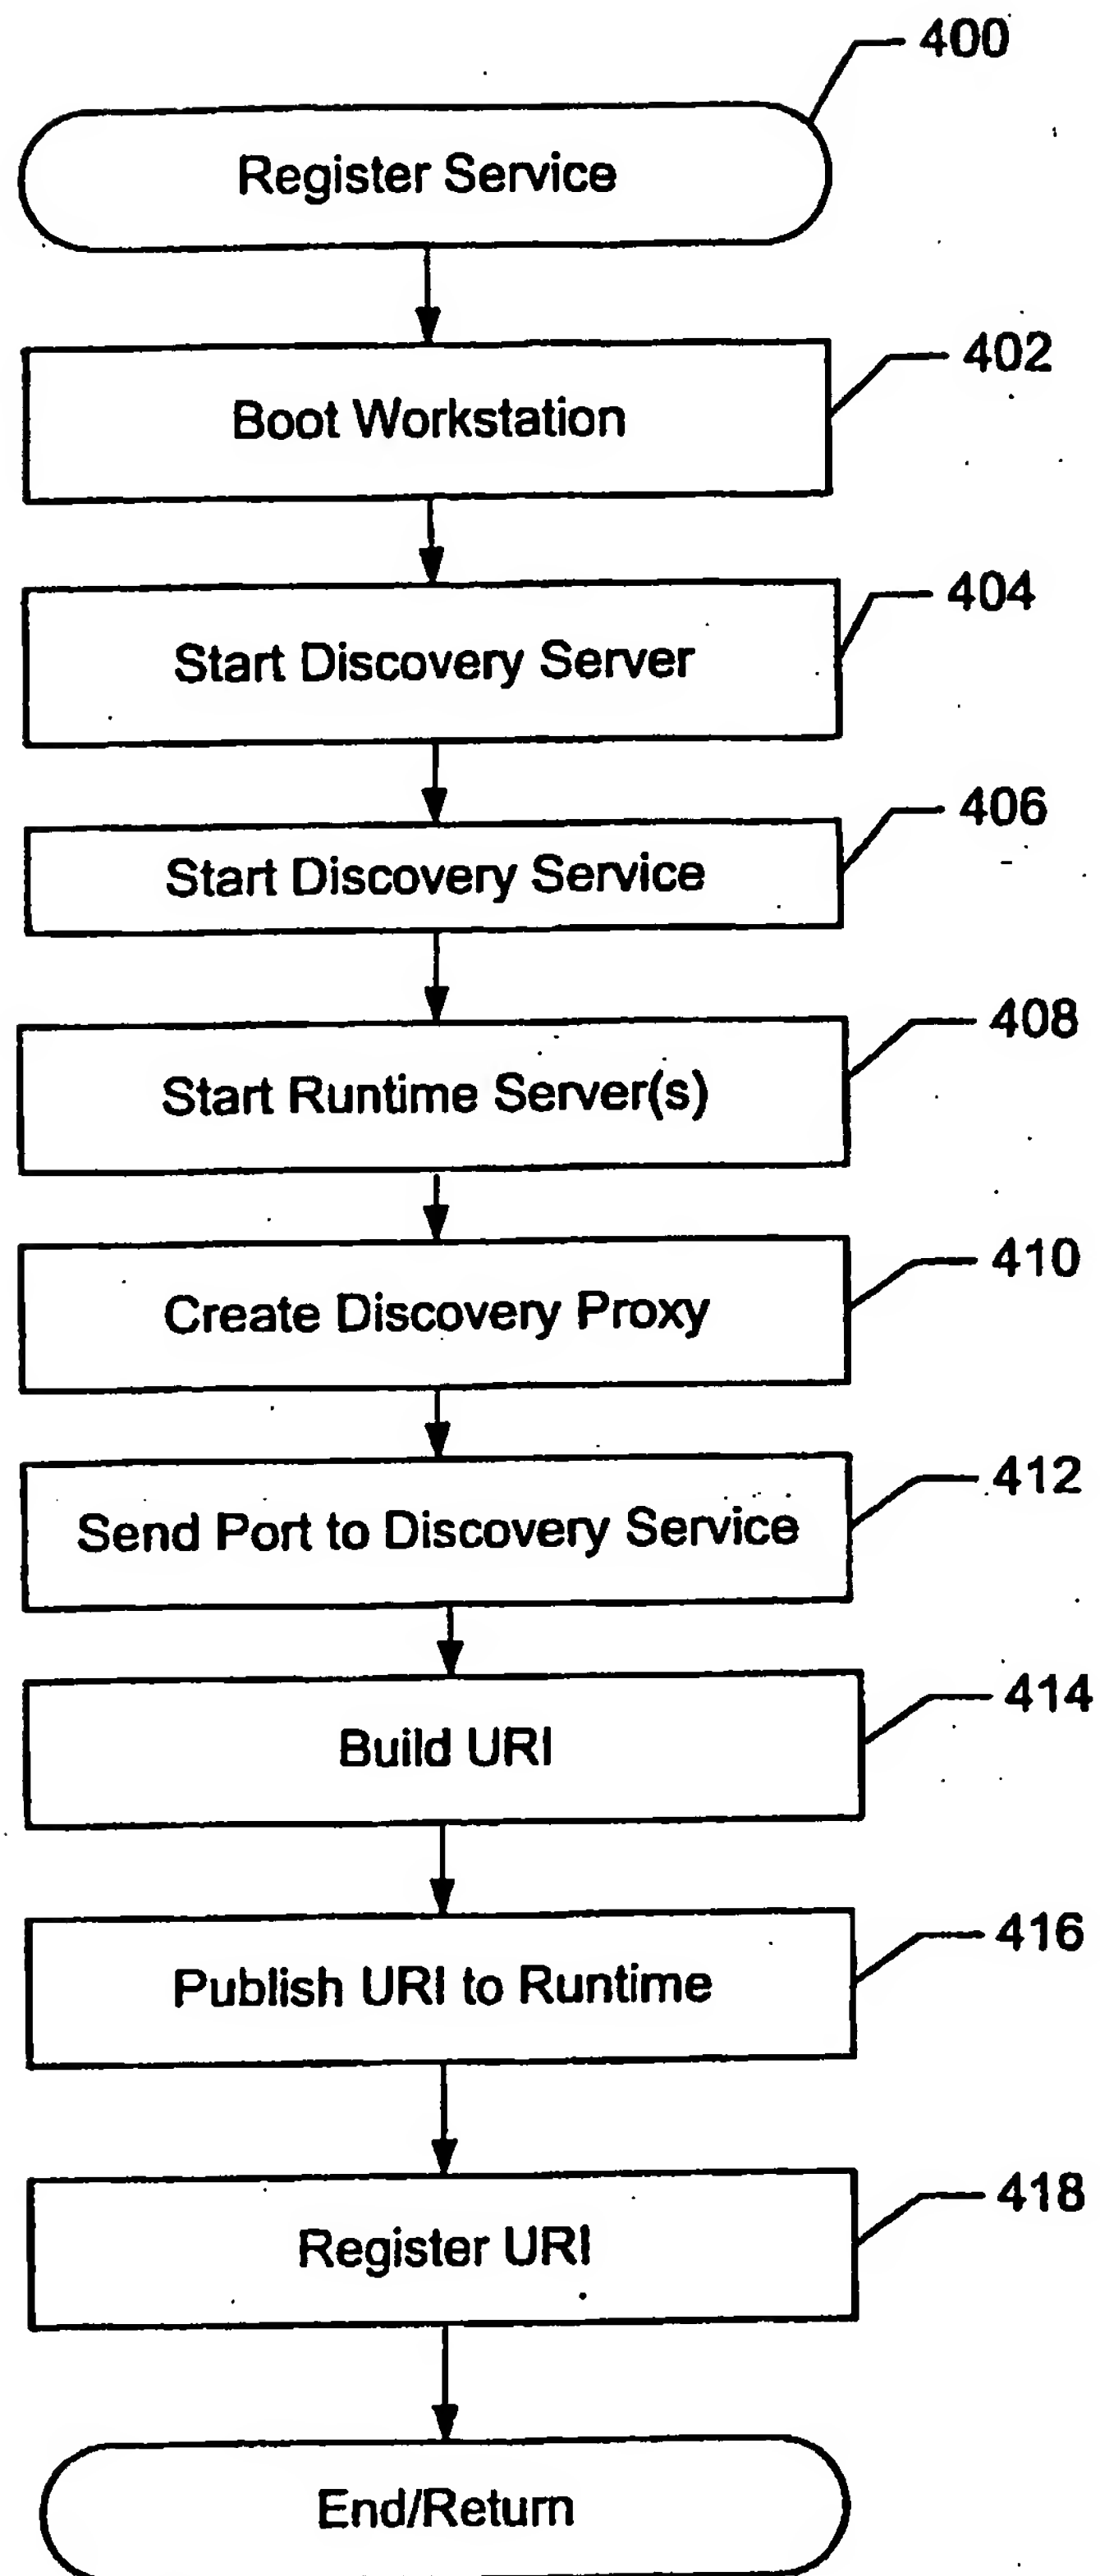 400
Register Service
402
Boot Workstation
404
Start Discovery Server
406
Start Discovery Service
408
Start Runtime Server(s)
410
Create Discovery Proxy
412
Send Port to Discovery Service
414
Build URI
416
Publish URI to Runtime
418
Register URI
End/Return